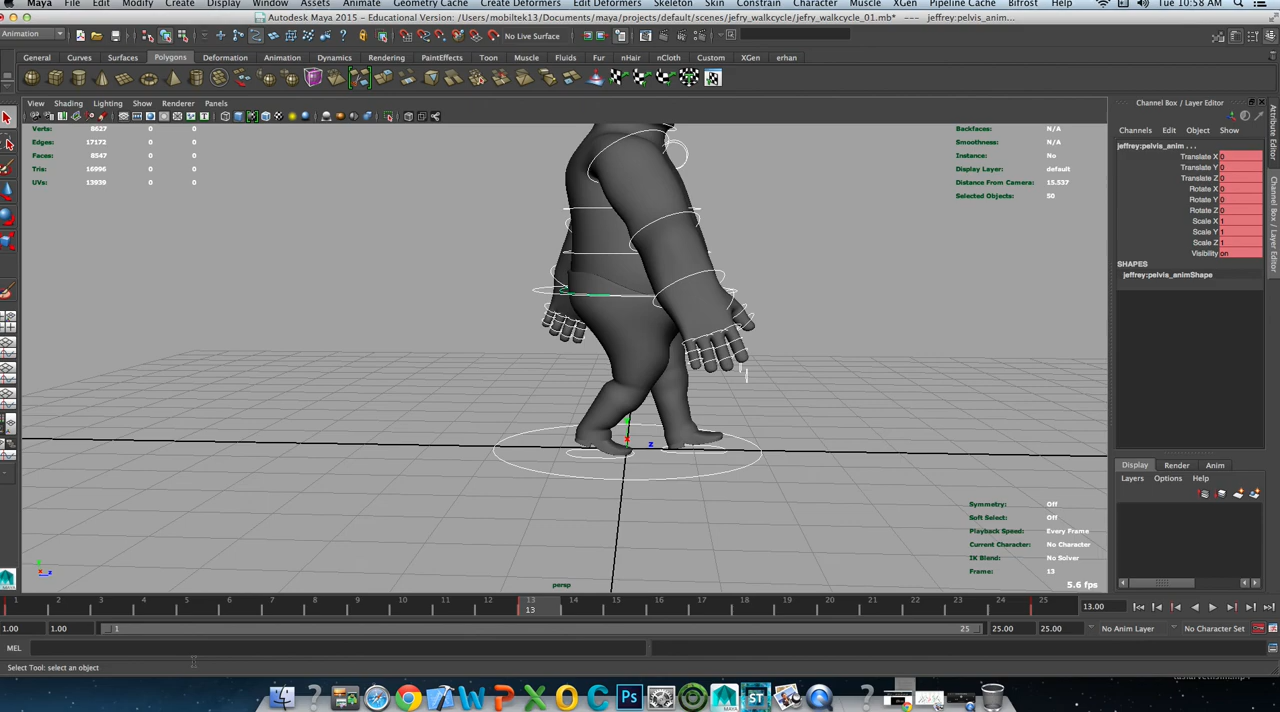 Maya File Edit Modify Create Display Window Assets Animate Geometry Cache Create Deformers Edit Deformers Skeleton Skin Constrain Character Muscle XGen Pipeline Cache Bifrost Help Tue 10:58 AM
Autodesk Maya 2015 - Educational Version: /Users/mobiltek13/Documents/maya/projects/default/scenes/jefry_walkcycle/jefry_walkcycle_01.mb* --- jeffrey:pelvis_anim...
Animation
No Live Surface
General Curves Surfaces Polygons Deformation Animation Dynamics Rendering PaintEffects Toon Muscle Fluids Fur nHair nCloth Custom XGen erhan
View Shading Lighting Show Renderer Panels
Channel Box / Layer Editor
Verts: 8627 0 0
Edges: 17172 0 0
Faces: 8547 0 0
Tris: 16996 0 0
UVs: 13939 0 0
Backfaces: N/A
Smoothness: N/A
Instance: No
Display Layer: default
Distance From Camera: 15.537
Selected Objects: 50
Channels Edit Object Show
jeffrey:pelvis_anim . . .
Translate X 0
Translate Y 0
Translate Z 0
Rotate X 0
Rotate Y 0
Rotate Z 0
Scale X 1
Scale Y 1
Scale Z 1
Visibility on
SHAPES
jeffrey:pelvis_animShape
Attribute Editor
Channel Box / Layer Editor
Display Render Anim
Layers Options Help
z
Symmetry: Off
Soft Select: Off
Playback Speed: Every Frame
Current Character: No Character
IK Blend: No Solver
Frame: 13
5.6 fps
persp
1 2 3 4 5 6 7 8 9 10 11 12 13 14 15 16 17 18 19 20 21 22 23 24 25
13
13.00
1.00 1.00 1 25 25.00 25.00 No Anim Layer No Character Set
MEL
Select Tool: select an object